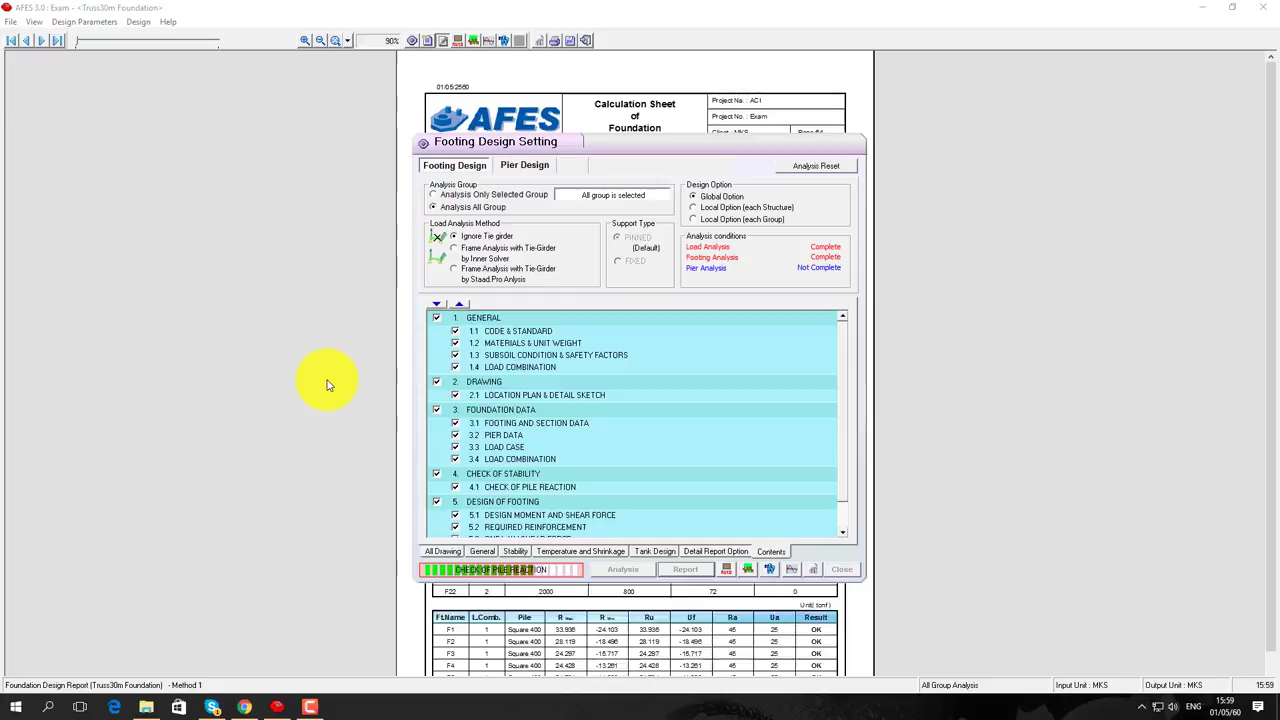 AFES 3.0 : Exam - <Truss30m Foundation>
File View Design Parameters Design Help
90%
01/05/2560
AFES
Calculation Sheet
of
Foundation
Project Na. : ACI
Project No. : Exam
Footing Design Setting
Footing Design
Pier Design
Analysis Reset
Analysis Group
Analysis Only Selected Group
All group is selected
Analysis All Group
Design Option
Global Option
Local Option (each Structure)
Local Option (each Group)
Load Analysis Method
Ignore Tie girder
Frame Analysis with Tie-Girder
by Inner Solver
Frame Analysis with Tie-Girder
by Staad.Pro Anlysis
Support Type
PINNED
(Default)
FIXED
Analysis conditions
Load Analysis Complete
Footing Analysis Complete
Pier Analysis Not Complete
1. GENERAL
1.1 CODE & STANDARD
1.2 MATERIALS & UNIT WEIGHT
1.3 SUBSOIL CONDITION & SAFETY FACTORS
1.4 LOAD COMBINATION
2. DRAWING
2.1 LOCATION PLAN & DETAIL SKETCH
3. FOUNDATION DATA
3.1 FOOTING AND SECTION DATA
3.2 PIER DATA
3.3 LOAD CASE
3.4 LOAD COMBINATION
4. CHECK OF STABILITY
4.1 CHECK OF PILE REACTION
5. DESIGN OF FOOTING
5.1 DESIGN MOMENT AND SHEAR FORCE
5.2 REQUIRED REINFORCEMENT
All Drawing General Stability Temperature and Shrinkage Tank Design Detail Report Option Contents
CHECK OF PILE REACTION
Analysis Report Close
F22 2 2000 800 .72 0
Unit( tonf )
Ft.Name L.Comb. Pile R Max. R Min. Ru Uf Ra Ua Result
F1 1 Square 400 33.936 -24.103 33.936 -24.103 45 25 OK
F2 1 Square 400 28.119 -18.496 28.119 -18.496 45 25 OK
F3 1 Square 400 24.297 -15.717 24.297 -15.717 45 25 OK
F4 1 Square 400 24.428 -13.261 24.428 -13.261 45 25 OK
Foundation Design Report (Truss30m Foundation) - Method 1
All Group Analysis
Input Unit : MKS
Output Unit : MKS
15:59
ENG
15:59
01/05/60